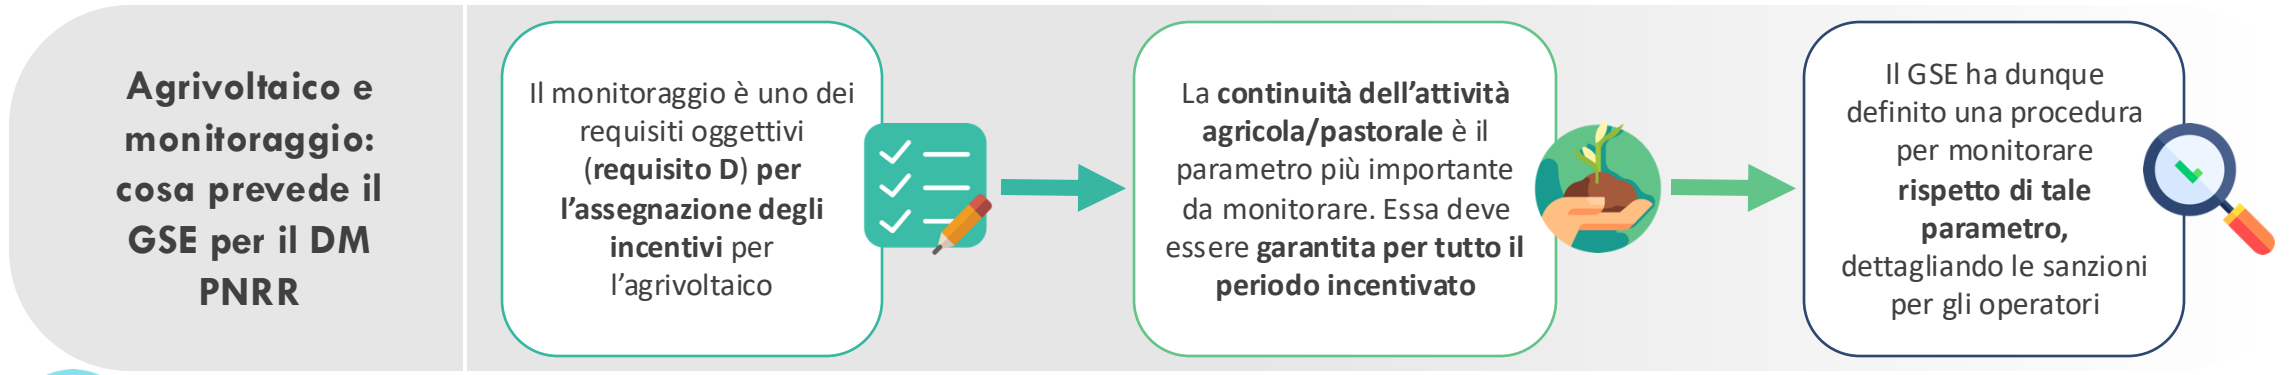 Agrivoltaico e
monitoraggio:
cosa prevede il
GSE per il DM
PNRR
Il monitoraggio è uno dei
requisiti oggettivi
(requisito D) per
l’assegnazione degli
incentivi per
l’agrivoltaico
La continuità dell’attività
agricola/pastorale è il
parametro più importante
da monitorare. Essa deve
essere garantita per tutto il
periodo incentivato
Il GSE ha dunque
definito una procedura
per monitorare
rispetto di tale
parametro,
dettagliando le sanzioni
per gli operatori